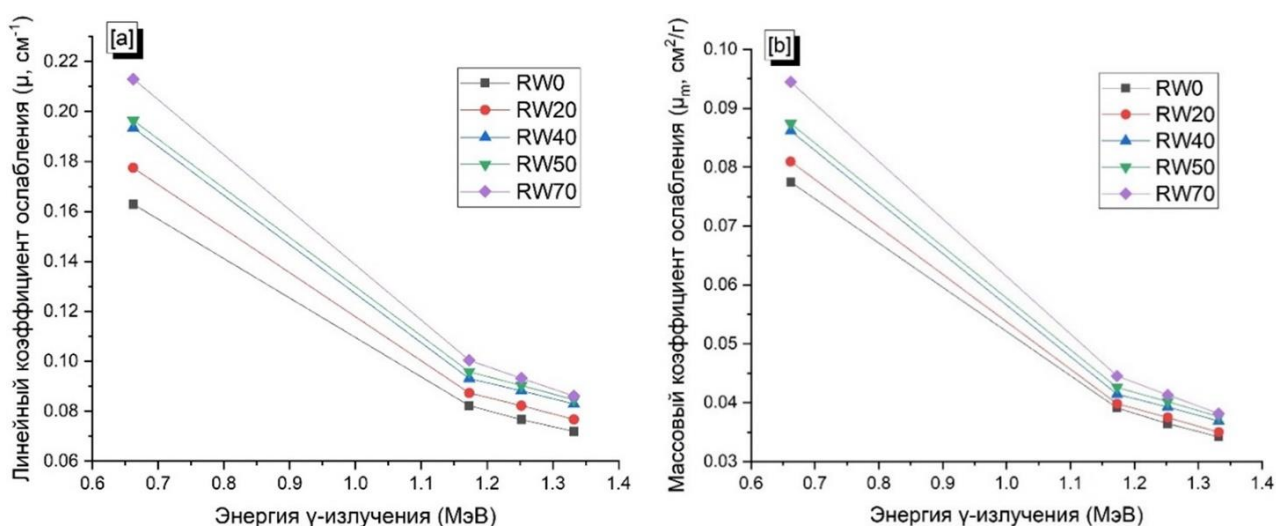 [a]
Линейный коэффициент ослабления (μ, см⁻¹)
0.22
0.20
0.18
0.16
0.14
0.12
0.10
0.08
0.06
RW0
RW20
RW40
RW50
RW70
0.6 0.7 0.8 0.9 1.0 1.1 1.2 1.3 1.4
Энергия γ-излучения (МэВ)
[b]
Массовый коэффициент ослабления (μₘ, см²/г)
0.10
0.09
0.08
0.07
0.06
0.05
0.04
0.03
RW0
RW20
RW40
RW50
RW70
0.6 0.7 0.8 0.9 1.0 1.1 1.2 1.3 1.4
Энергия γ-излучения (МэВ)